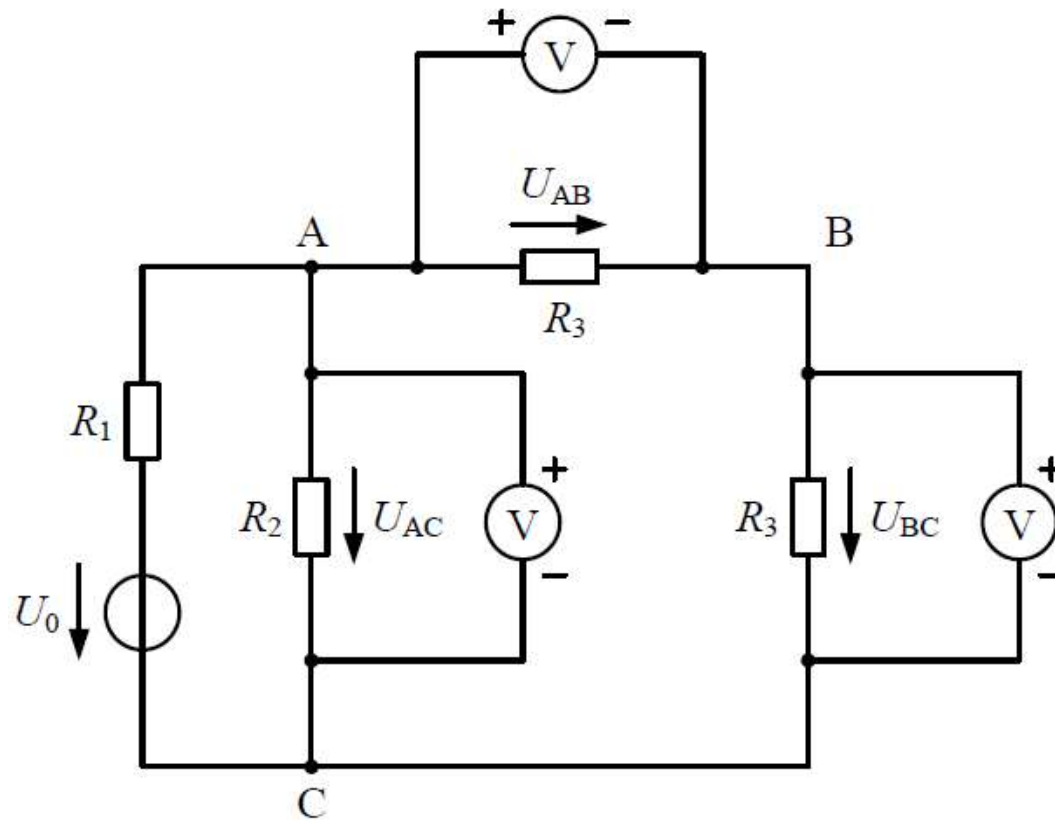 + V −
U_AB
A
B
R_3
R_1
R_2
U_AC
+
V
−
R_3
U_BC
+
V
−
U_0
C